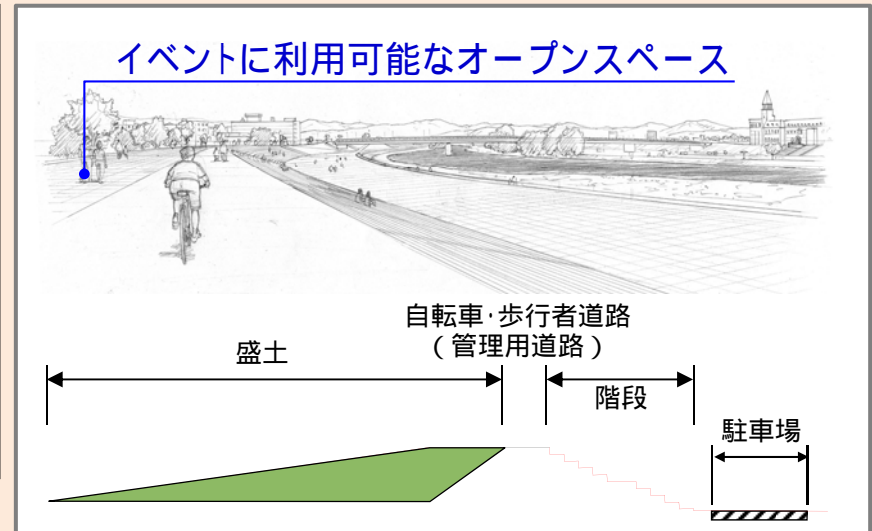 イベントに利用可能なオープンスペース
自転車・歩行者道路
(管理用道路)
盛土
階段
駐車場